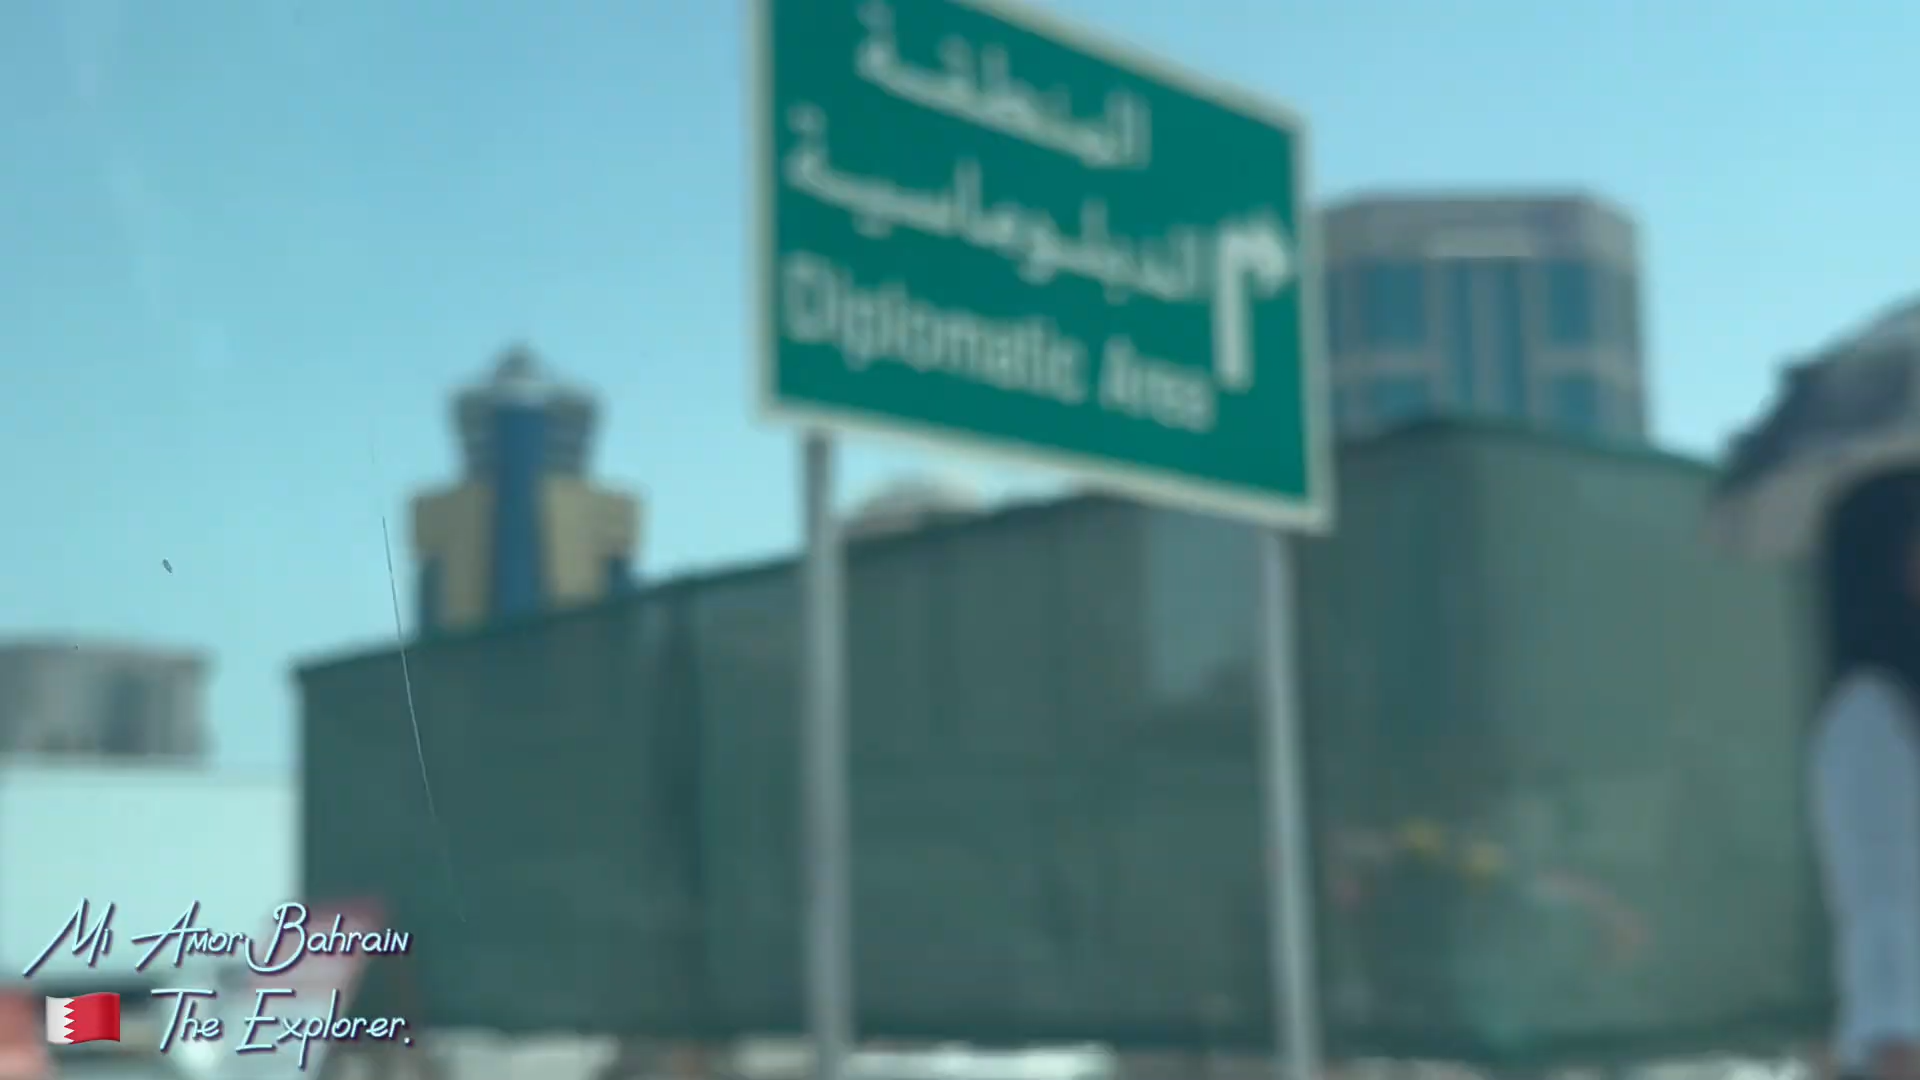 المنطقة
الدبلوماسية
Diplomatic Area
Mi Amor Bahrain
The Explorer.